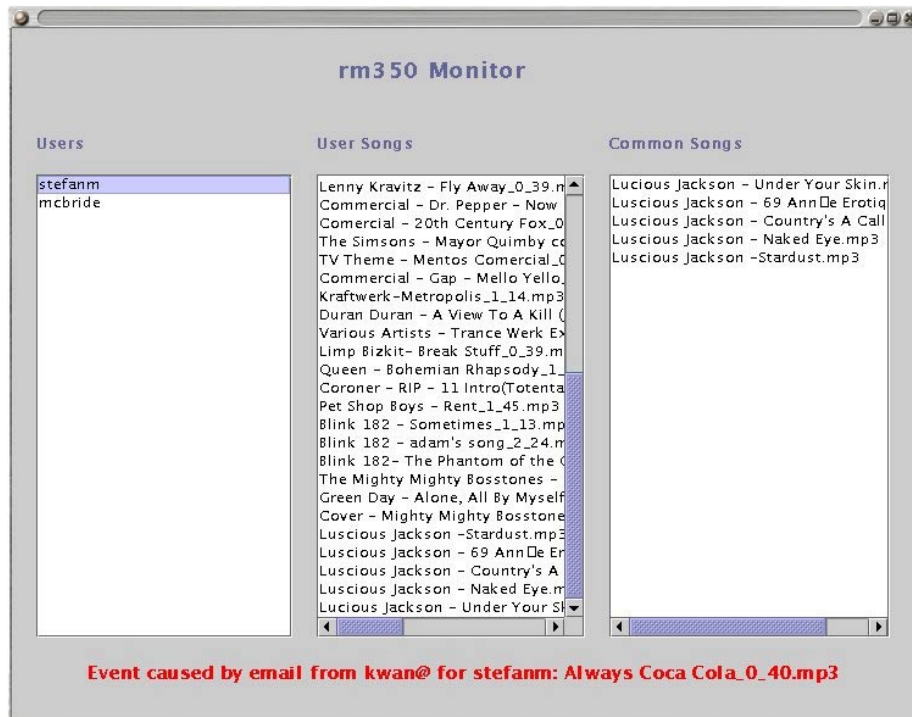 rm350 Monitor
Users
stefanm
mcbride
User Songs
Lenny Kravitz - Fly Away_0_39.m
Commercial - Dr. Pepper - Now
Comercial - 20th Century Fox_0
The Simsons - Mayor Quimby co
TV Theme - Mentos Comercial_0
Commercial - Gap - Mello Yello_
Kraftwerk-Metropolis_1_14.mp3
Duran Duran - A View To A Kill (
Various Artists - Trance Werk Ex
Limp Bizkit- Break Stuff_0_39.m
Queen - Bohemian Rhapsody_1_
Coroner - RIP - 11 Intro(Totenta
Pet Shop Boys - Rent_1_45.mp3
Blink 182 - Sometimes_1_13.mp
Blink 182 - adam's song_2_24.m
Blink 182- The Phantom of the O
The Mighty Mighty Bosstones -
Green Day - Alone, All By Myself
Cover - Mighty Mighty Bosstone
Luscious Jackson -Stardust.mp3
Luscious Jackson - 69 Ann□e Er
Luscious Jackson - Country's A
Luscious Jackson - Naked Eye.m
Lucious Jackson - Under Your Sk
Common Songs
Lucious Jackson - Under Your Skin.r
Luscious Jackson - 69 Ann□e Erotiq
Luscious Jackson - Country's A Call
Luscious Jackson - Naked Eye.mp3
Luscious Jackson -Stardust.mp3
Event caused by email from kwan@ for stefanm: Always Coca Cola_0_40.mp3